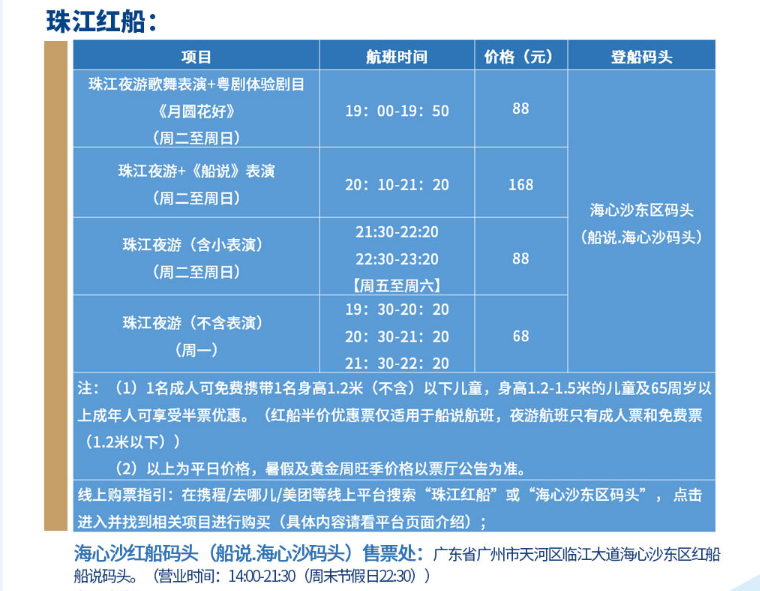 珠江红船：
项目 航班时间 价格（元） 登船码头
珠江夜游歌舞表演+粤剧体验剧目
《月圆花好》
（周二至周日）
19：00-19：50
88
珠江夜游+《船说》表演
（周二至周日）
20：10-21：20
168
珠江夜游（含小表演）
（周二至周日）
21:30-22:20
22:30-23:20
【周五至周六】
88
珠江夜游（不含表演）
（周一）
19：30-20：20
20：30-21：20
21：30-22：20
68
海心沙东区码头
（船说.海心沙码头）
注：（1）1名成人可免费携带1名身高1.2米（不含）以下儿童，身高1.2-1.5米的儿童及65周岁以
上成年人可享受半票优惠。（红船半价优惠票仅适用于船说航班，夜游航班只有成人票和免费票
（1.2米以下））
（2）以上为平日价格，暑假及黄金周旺季价格以票厅公告为准。
线上购票指引：在携程/去哪儿/美团等线上平台搜索“珠江红船”或“海心沙东区码头”，点击
进入并找到相关项目进行购买（具体内容请看平台页面介绍）；
海心沙红船码头（船说.海心沙码头）售票处：广东省广州市天河区临江大道海心沙东区红船
船说码头。（营业时间：14:00-21:30（周末节假日22:30））